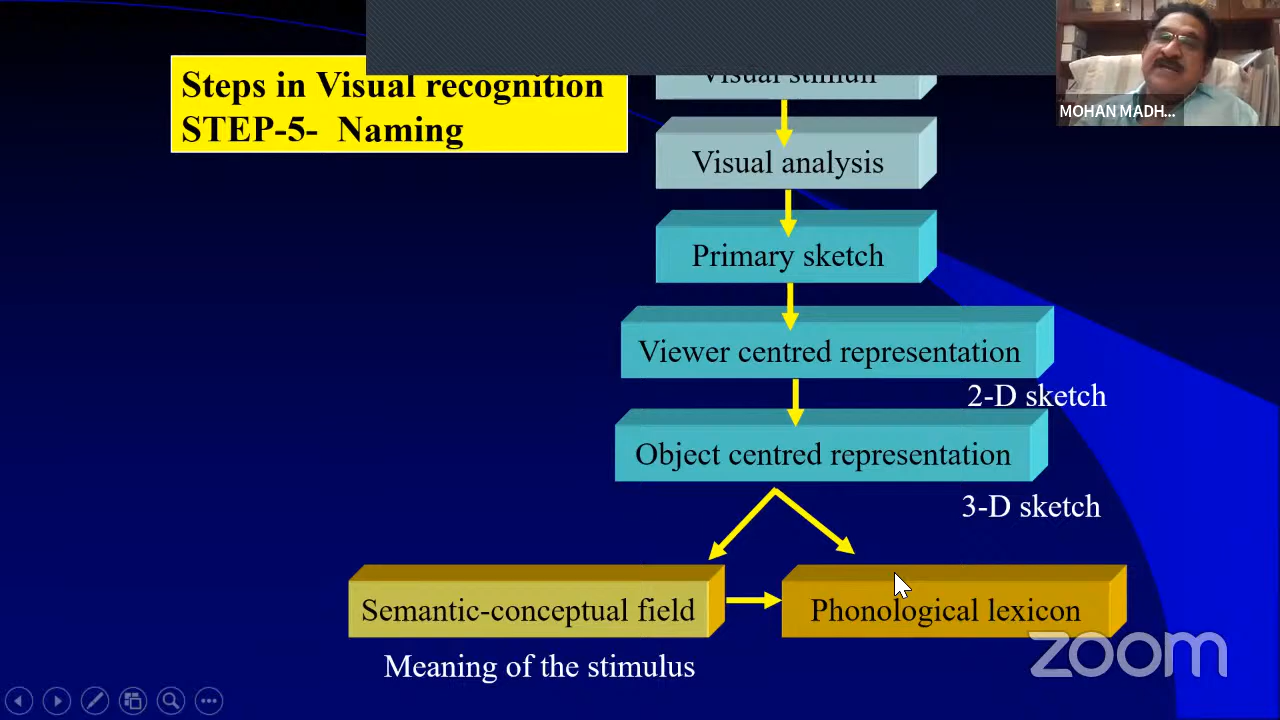 Steps in Visual recognition
STEP-5- Naming
Visual stimuli
MOHAN MADH...
Visual analysis
Primary sketch
Viewer centred representation
2-D sketch
Object centred representation
3-D sketch
Semantic-conceptual field
Phonological lexicon
Meaning of the stimulus
zoom